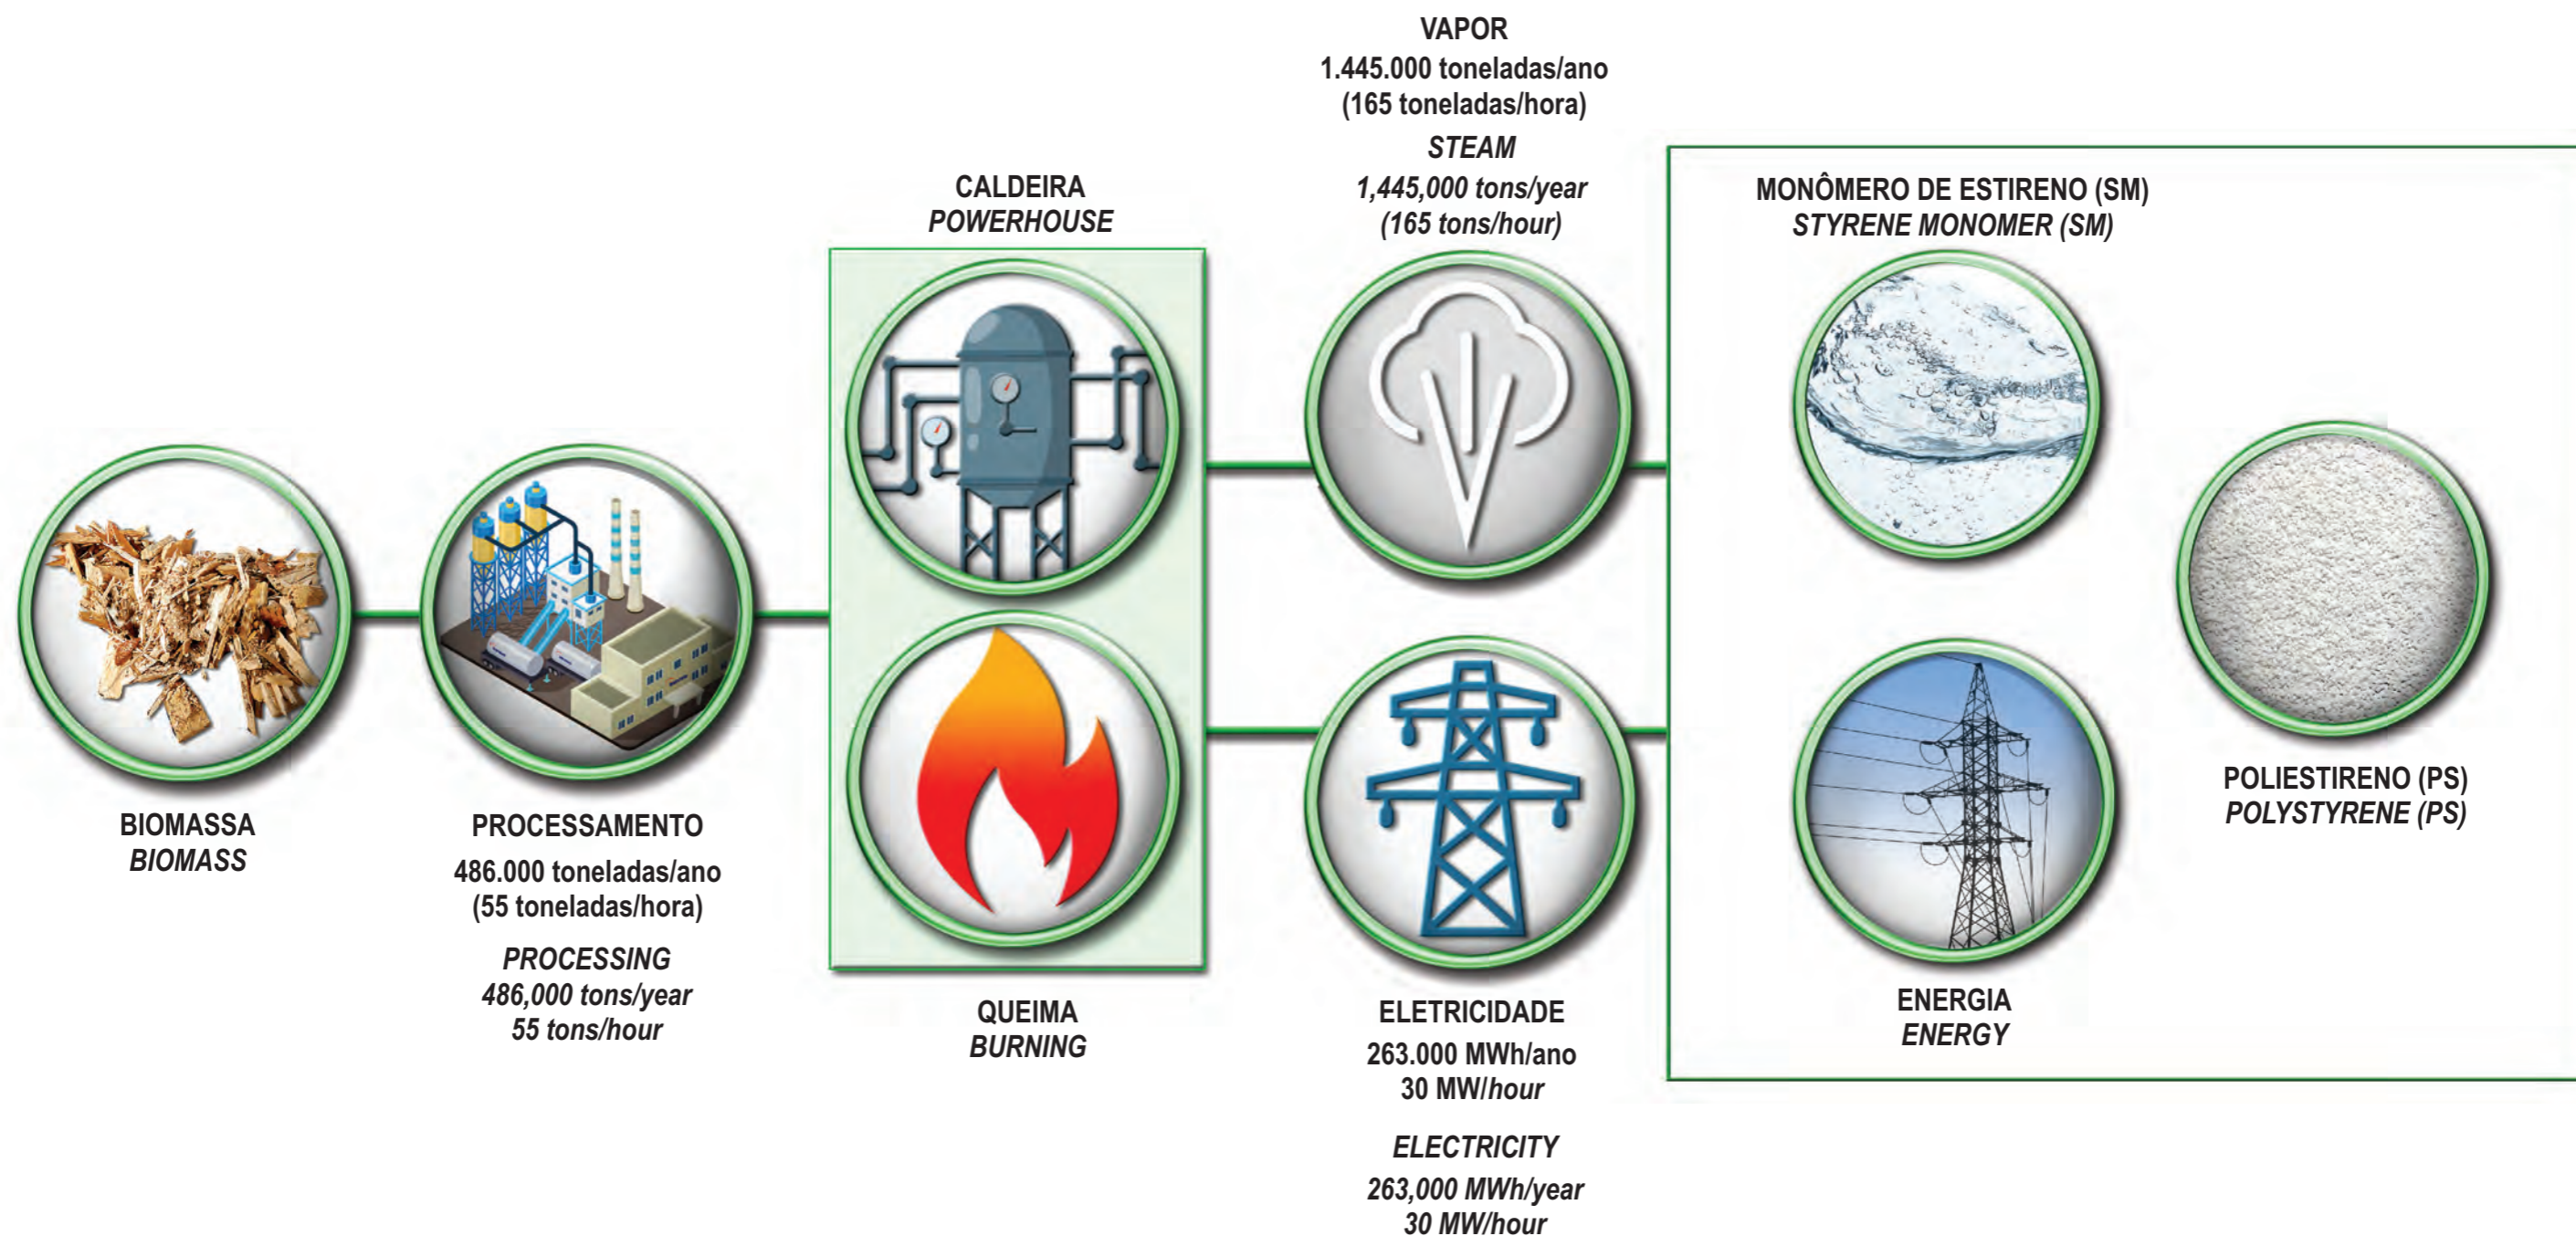 BIOMASSA
BIOMASS
PROCESSAMENTO
486.000 toneladas/ano
(55 toneladas/hora)
PROCESSING
486,000 tons/year
55 tons/hour
CALDEIRA
POWERHOUSE
QUEIMA
BURNING
VAPOR
1.445.000 toneladas/ano
(165 toneladas/hora)
STEAM
1,445,000 tons/year
(165 tons/hour)
ELETRICIDADE
263.000 MWh/ano
30 MW/hour
ELECTRICITY
263,000 MWh/year
30 MW/hour
MONÔMERO DE ESTIRENO (SM)
STYRENE MONOMER (SM)
ENERGIA
ENERGY
POLIESTIRENO (PS)
POLYSTYRENE (PS)